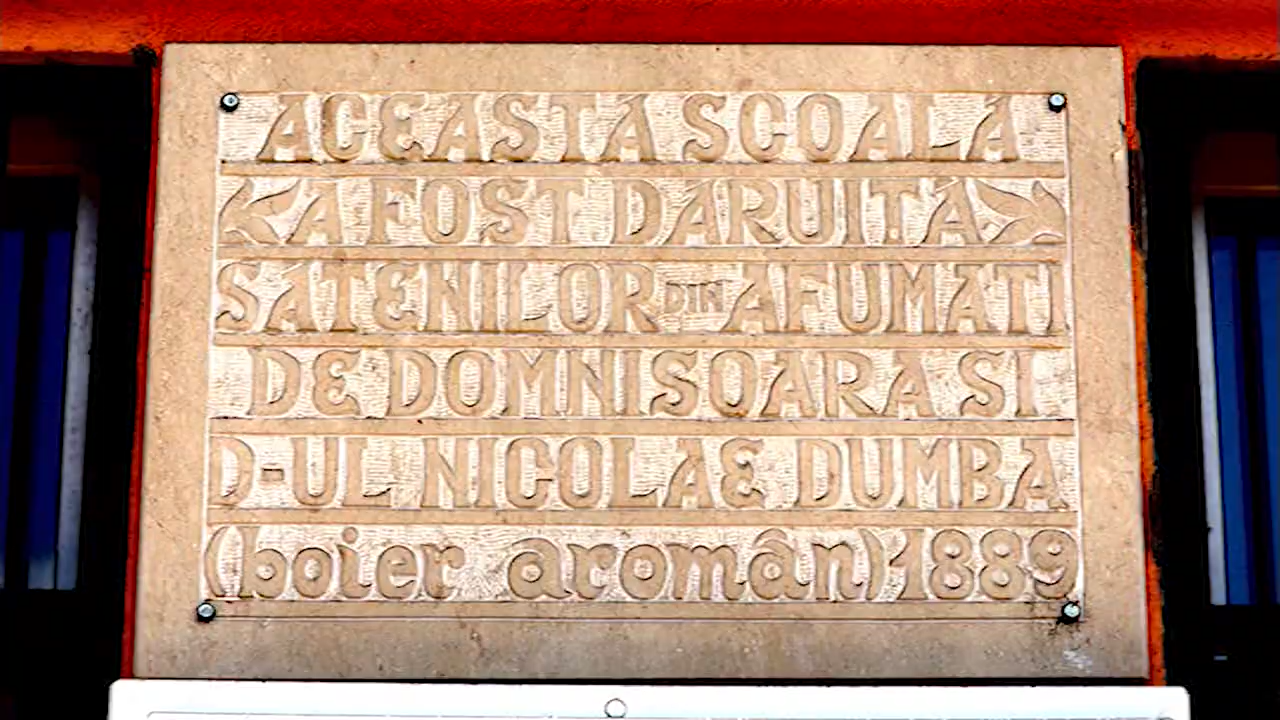 ACEASTA SCOALA
A FOST DARUITA
SATENILOR DIN AFUMATI
DE DOMNISOARA SI
D-UL NICOLAE DUMBA
(boier aromân) 1889